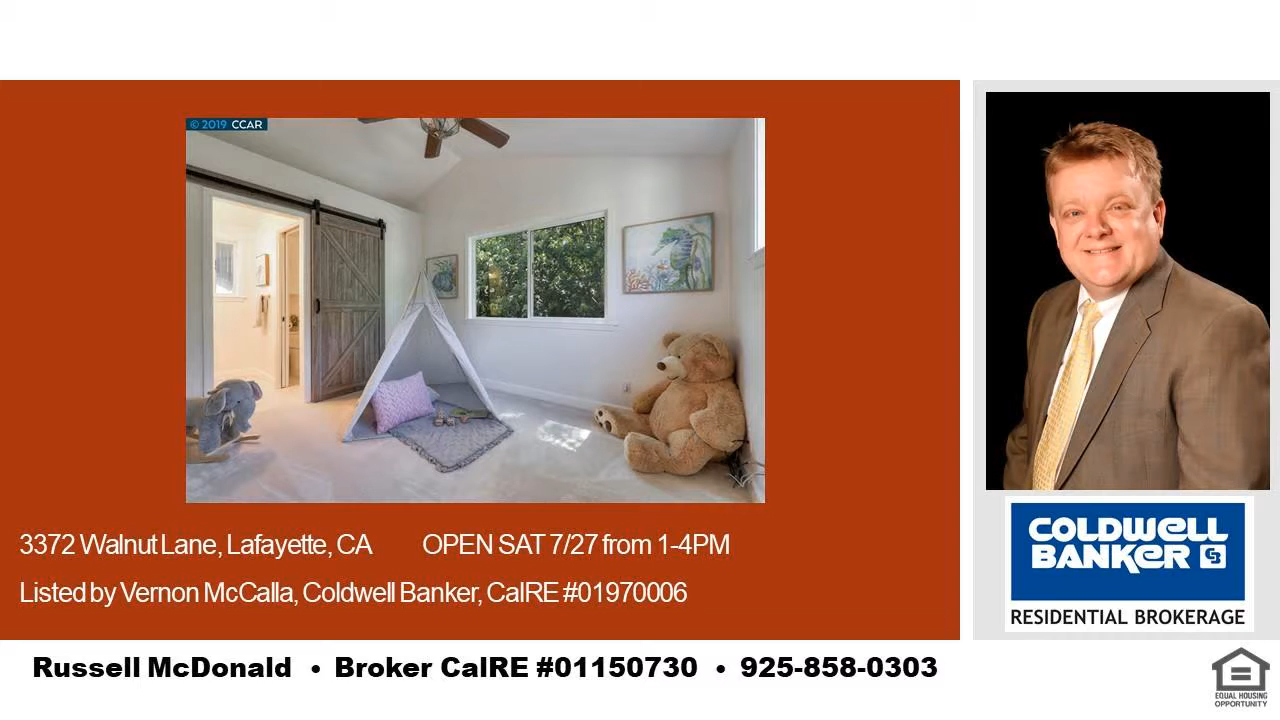 © 2019 CCAR
3372 Walnut Lane, Lafayette, CA OPEN SAT 7/27 from 1-4PM
Listed by Vernon McCalla, Coldwell Banker, CalRE #01970006
COLDWELL
BANKER CB
RESIDENTIAL BROKERAGE
Russell McDonald • Broker CalRE #01150730 • 925-858-0303
EQUAL HOUSING
OPPORTUNITY